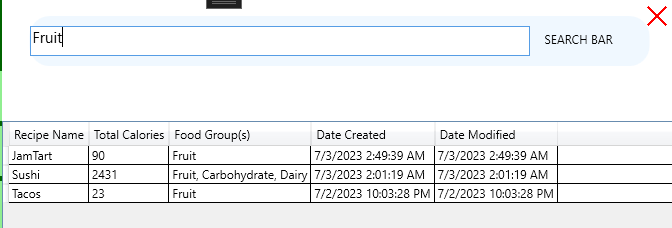 Fruit SEARCH BAR
Recipe Name Total Calories Food Group(s) Date Created Date Modified
JamTart 90 Fruit 7/3/2023 2:49:39 AM 7/3/2023 2:49:39 AM
Sushi 2431 Fruit, Carbohydrate, Dairy 7/3/2023 2:01:19 AM 7/3/2023 2:01:19 AM
Tacos 23 Fruit 7/2/2023 10:03:28 PM 7/2/2023 10:03:28 PM